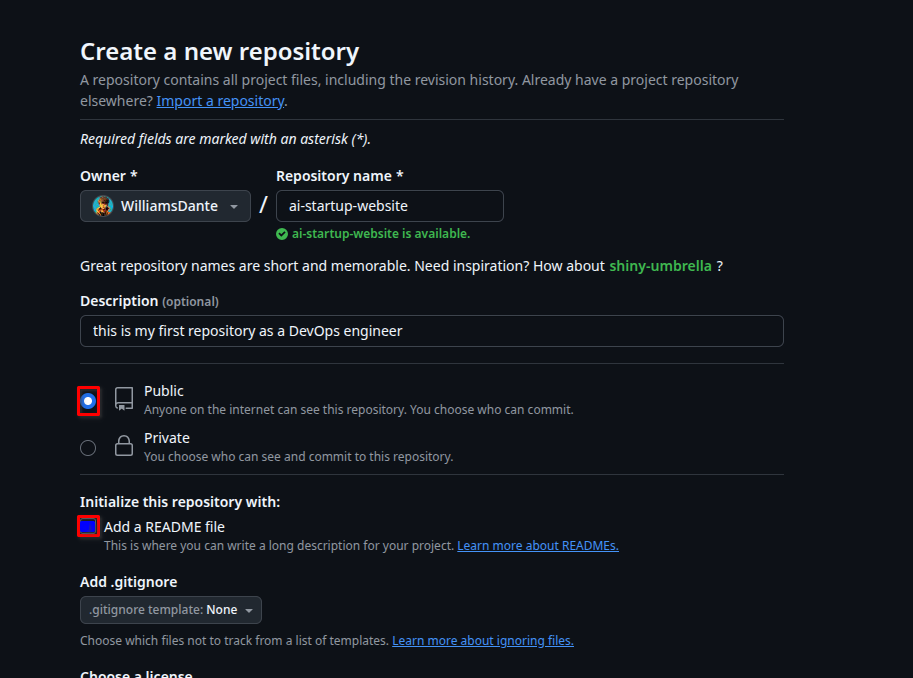 Create a new repository
A repository contains all project files, including the revision history. Already have a project repository
elsewhere? Import a repository.
Required fields are marked with an asterisk (*).
Owner * Repository name *
WilliamsDante / ai-startup-website
ai-startup-website is available.
Great repository names are short and memorable. Need inspiration? How about shiny-umbrella ?
Description (optional)
this is my first repository as a DevOps engineer
Public
Anyone on the internet can see this repository. You choose who can commit.
Private
You choose who can see and commit to this repository.
Initialize this repository with:
Add a README file
This is where you can write a long description for your project. Learn more about READMEs.
Add .gitignore
.gitignore template: None
Choose which files not to track from a list of templates. Learn more about ignoring files.
Choose a license